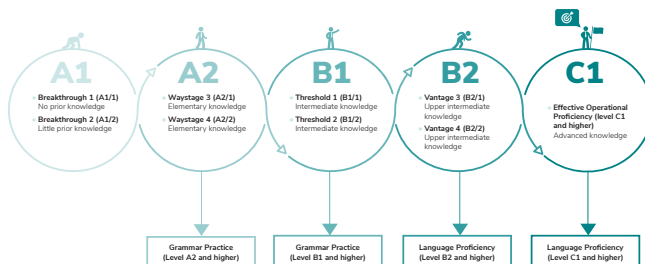 A1
Breakthrough 1 (A1/1)
No prior knowledge
Breakthrough 2 (A1/2)
Little prior knowledge
A2
Waystage 3 (A2/1)
Elementary knowledge
Waystage 4 (A2/2)
Elementary knowledge
B1
Threshold 1 (B1/1)
Intermediate knowledge
Threshold 2 (B1/2)
Intermediate knowledge
B2
Vantage 3 (B2/1)
Upper intermediate
knowledge
Vantage 4 (B2/2)
Upper intermediate
knowledge
C1
Effective Operational
Proficiency (level C1
and higher)
Advanced knowledge
Grammar Practice
(Level A2 and higher)
Grammar Practice
(Level B1 and higher)
Language Proficiency
(Level B2 and higher)
Language Proficiency
(Level C1 and higher)